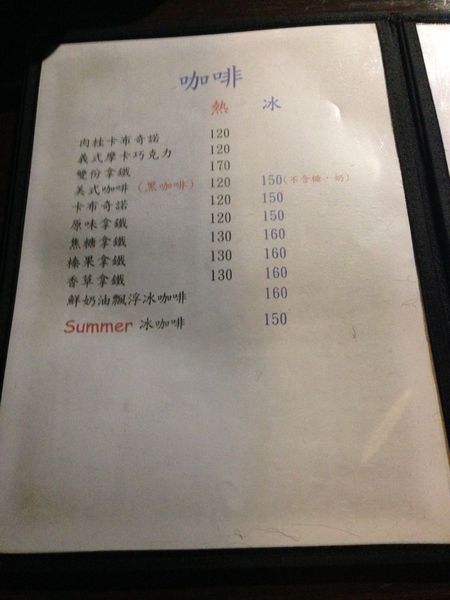 咖啡
熱 冰
肉桂卡布奇諾 120
義式摩卡巧克力 120
雙份拿鐵 170
美式咖啡(黑咖啡) 120 150(不含糖、奶)
卡布奇諾 120 150
原味拿鐵 120 150
焦糖拿鐵 130 160
榛果拿鐵 130 160
香草拿鐵 130 160
鮮奶油飄浮冰咖啡 160
Summer 冰咖啡 150